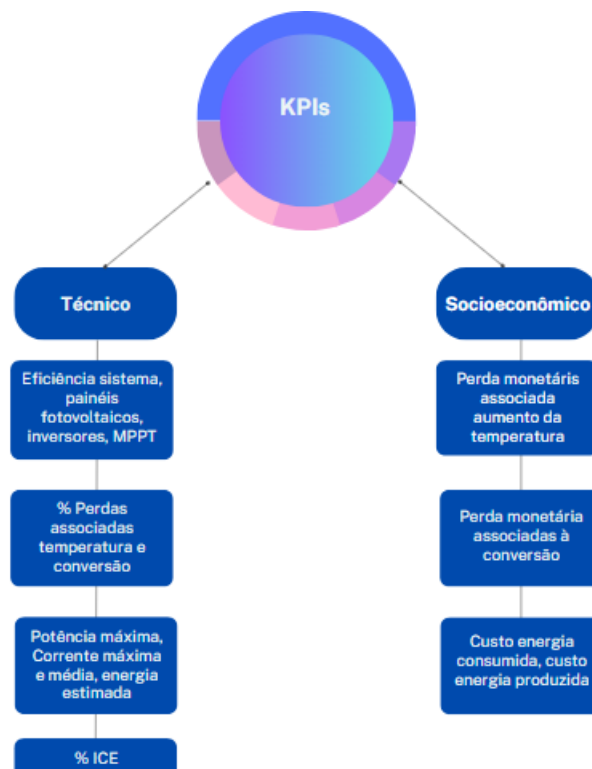 KPIs
Técnico
Eficiência sistema,
painéis
fotovoltaicos,
inversores, MPPT
% Perdas
associadas
temperatura e
conversão
Potência máxima,
Corrente máxima
e média, energia
estimada
% ICE
Socioeconômico
Perda monetáris
associada
aumento da
temperatura
Perda monetária
associadas à
conversão
Custo energia
consumida, custo
energia produzida